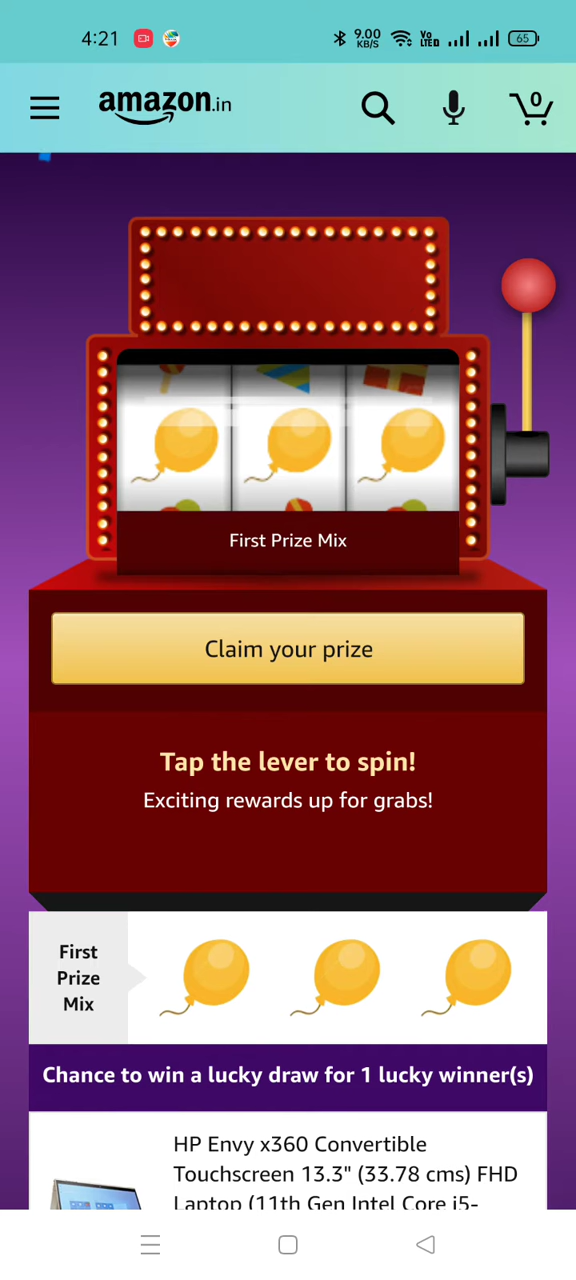 4:21 9.00 KB/S Vo LTED 65
amazon.in 0
First Prize Mix
Claim your prize
Tap the lever to spin!
Exciting rewards up for grabs!
First
Prize
Mix
Chance to win a lucky draw for 1 lucky winner(s)
HP Envy x360 Convertible
Touchscreen 13.3" (33.78 cms) FHD
Laptop (11th Gen Intel Core i5-